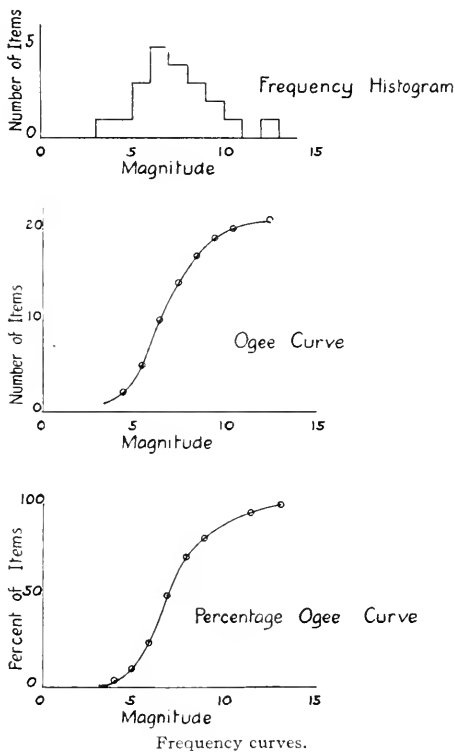 Number of Items
5
0
Frequency Histogram
0 5 10 15
Magnitude
Number of Items
20
10
0
Ogee Curve
0 5 10 15
Magnitude
Percent of Items
100
50
0
Percentage Ogee Curve
0 5 10 15
Magnitude
Frequency curves.